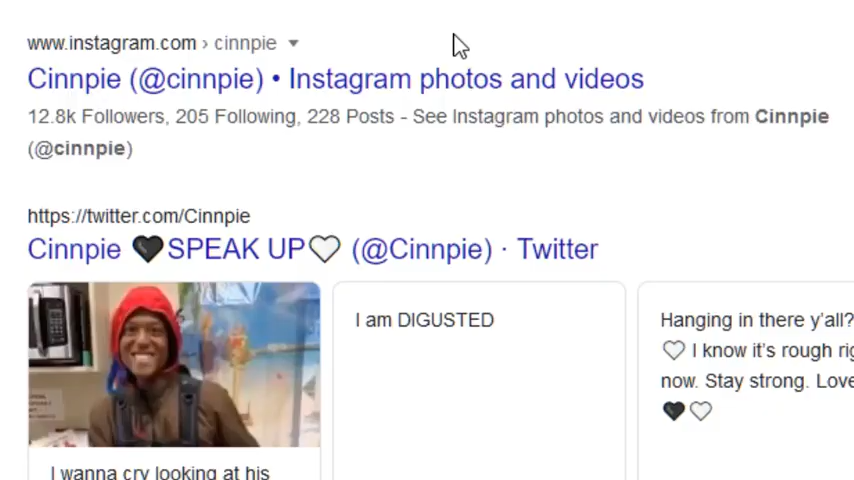 www.instagram.com › cinnpie ▼
Cinnpie (@cinnpie) • Instagram photos and videos
12.8k Followers, 205 Following, 228 Posts - See Instagram photos and videos from Cinnpie
(@cinnpie)
https://twitter.com/Cinnpie
Cinnpie 🖤SPEAK UP🤍 (@Cinnpie) · Twitter
I wanna cry looking at his
I am DIGUSTED
Hanging in there y'all?
🤍 I know it's rough
now. Stay strong. Love
🖤🤍